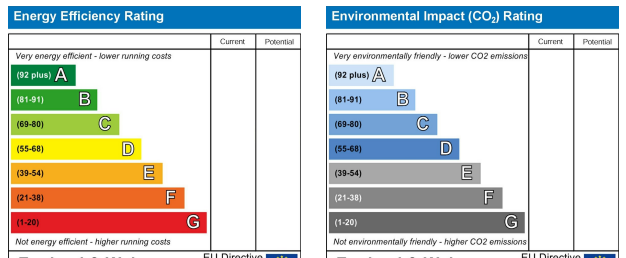 Energy Efficiency Rating
Current Potential
Very energy efficient - lower running costs
(92 plus) A
(81-91) B
(69-80) C
(55-68) D
(39-54) E
(21-38) F
(1-20) G
Not energy efficient - higher running costs
EU Directive
Environmental Impact (CO2) Rating
Current Potential
Very environmentally friendly - lower CO2 emissions
(92 plus) A
(81-91) B
(69-80) C
(55-68) D
(39-54) E
(21-38) F
(1-20) G
Not environmentally friendly - higher CO2 emissions
EU Directive